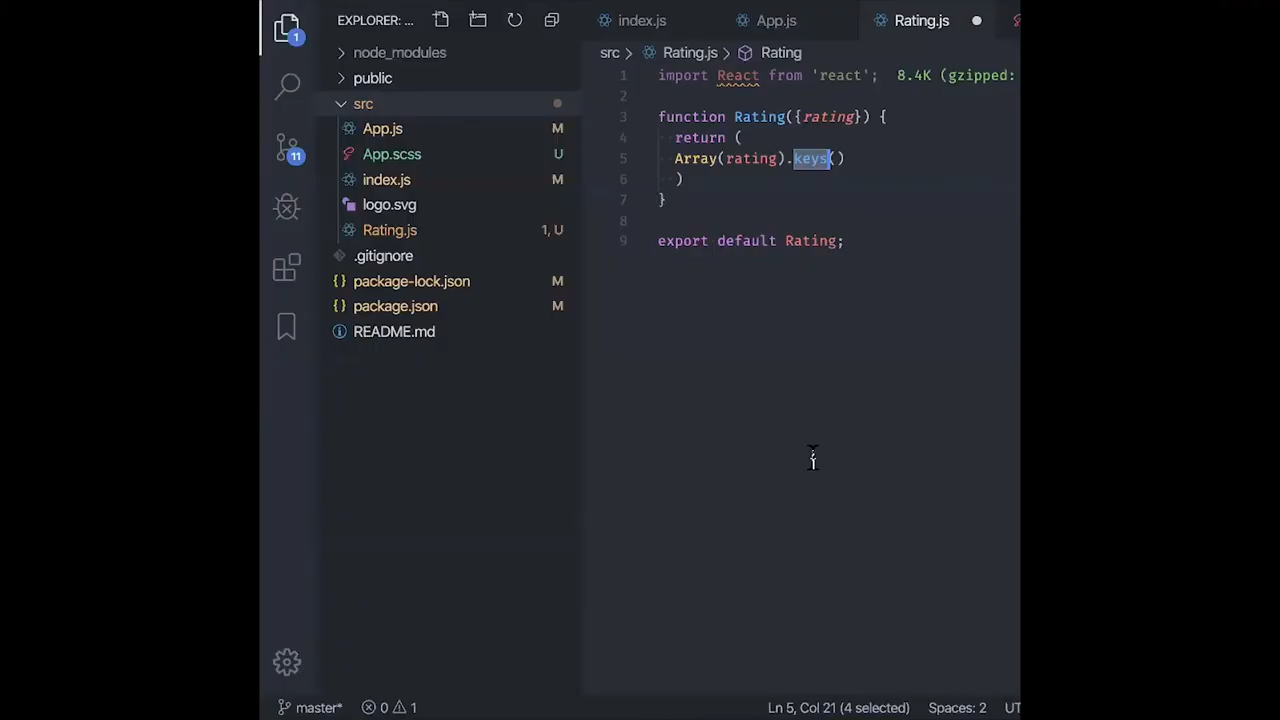 1
EXPLORER: ...
index.js
App.js
Rating.js
node_modules
src
Rating.js
Rating
public
1 import React from 'react'; 8.4K (gzipped:
src
2
App.js M
3 function Rating({rating}) {
4 return (
11
App.scss U
5 Array(rating).keys()
index.js M
6 )
logo.svg
7 }
8
Rating.js 1, U
9 export default Rating;
.gitignore
{} package-lock.json M
{} package.json M
README.md
master* 0 1 Ln 5, Col 21 (4 selected) Spaces: 2 UT